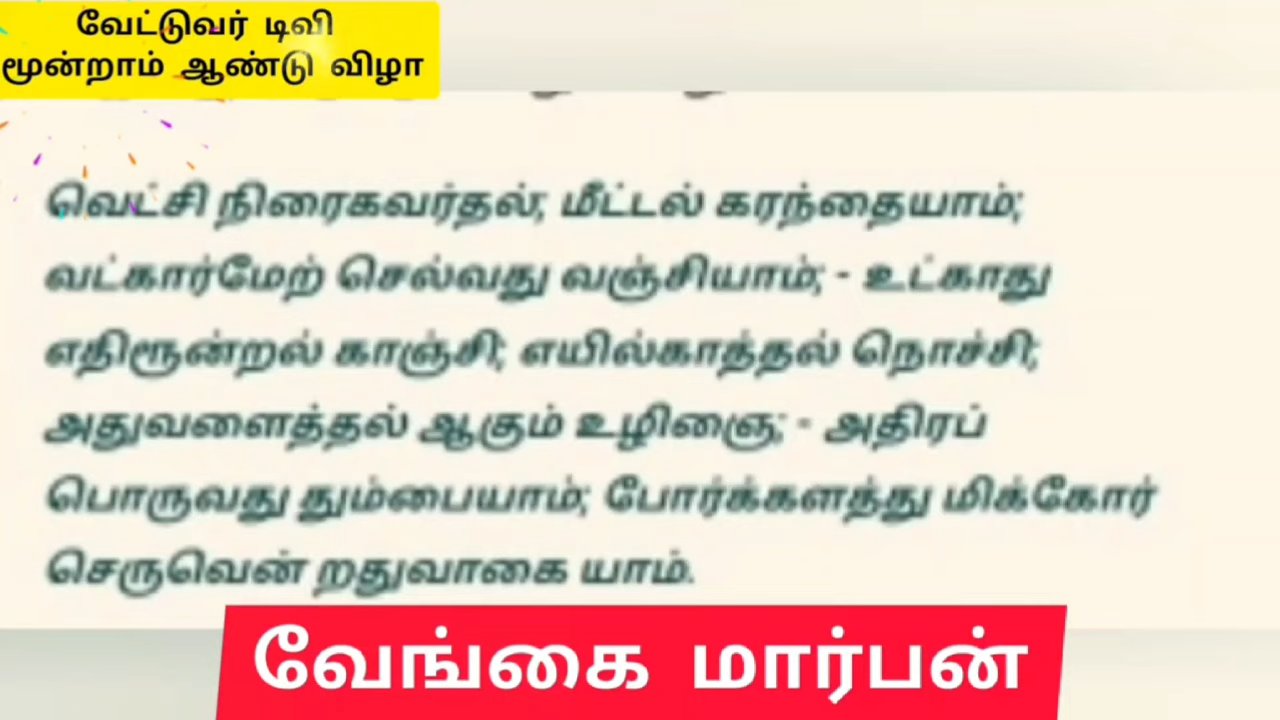 வேட்டுவர் டிவி
மூன்றாம் ஆண்டு விழா
வெட்சி நிரைகவர்தல்; மீட்டல் கரந்தையாம்;
வட்கார்மேற் செல்வது வஞ்சியாம்; - உட்காது
எதிரூன்றல் காஞ்சி; எயில்காத்தல் நொச்சி;
அதுவளைத்தல் ஆகும் உழிஞை; - அதிரப்
பொருவது தும்பையாம்; போர்க்களத்து மிக்கோர்
செருவென் றதுவாகை யாம்.
வேங்கை மார்பன்